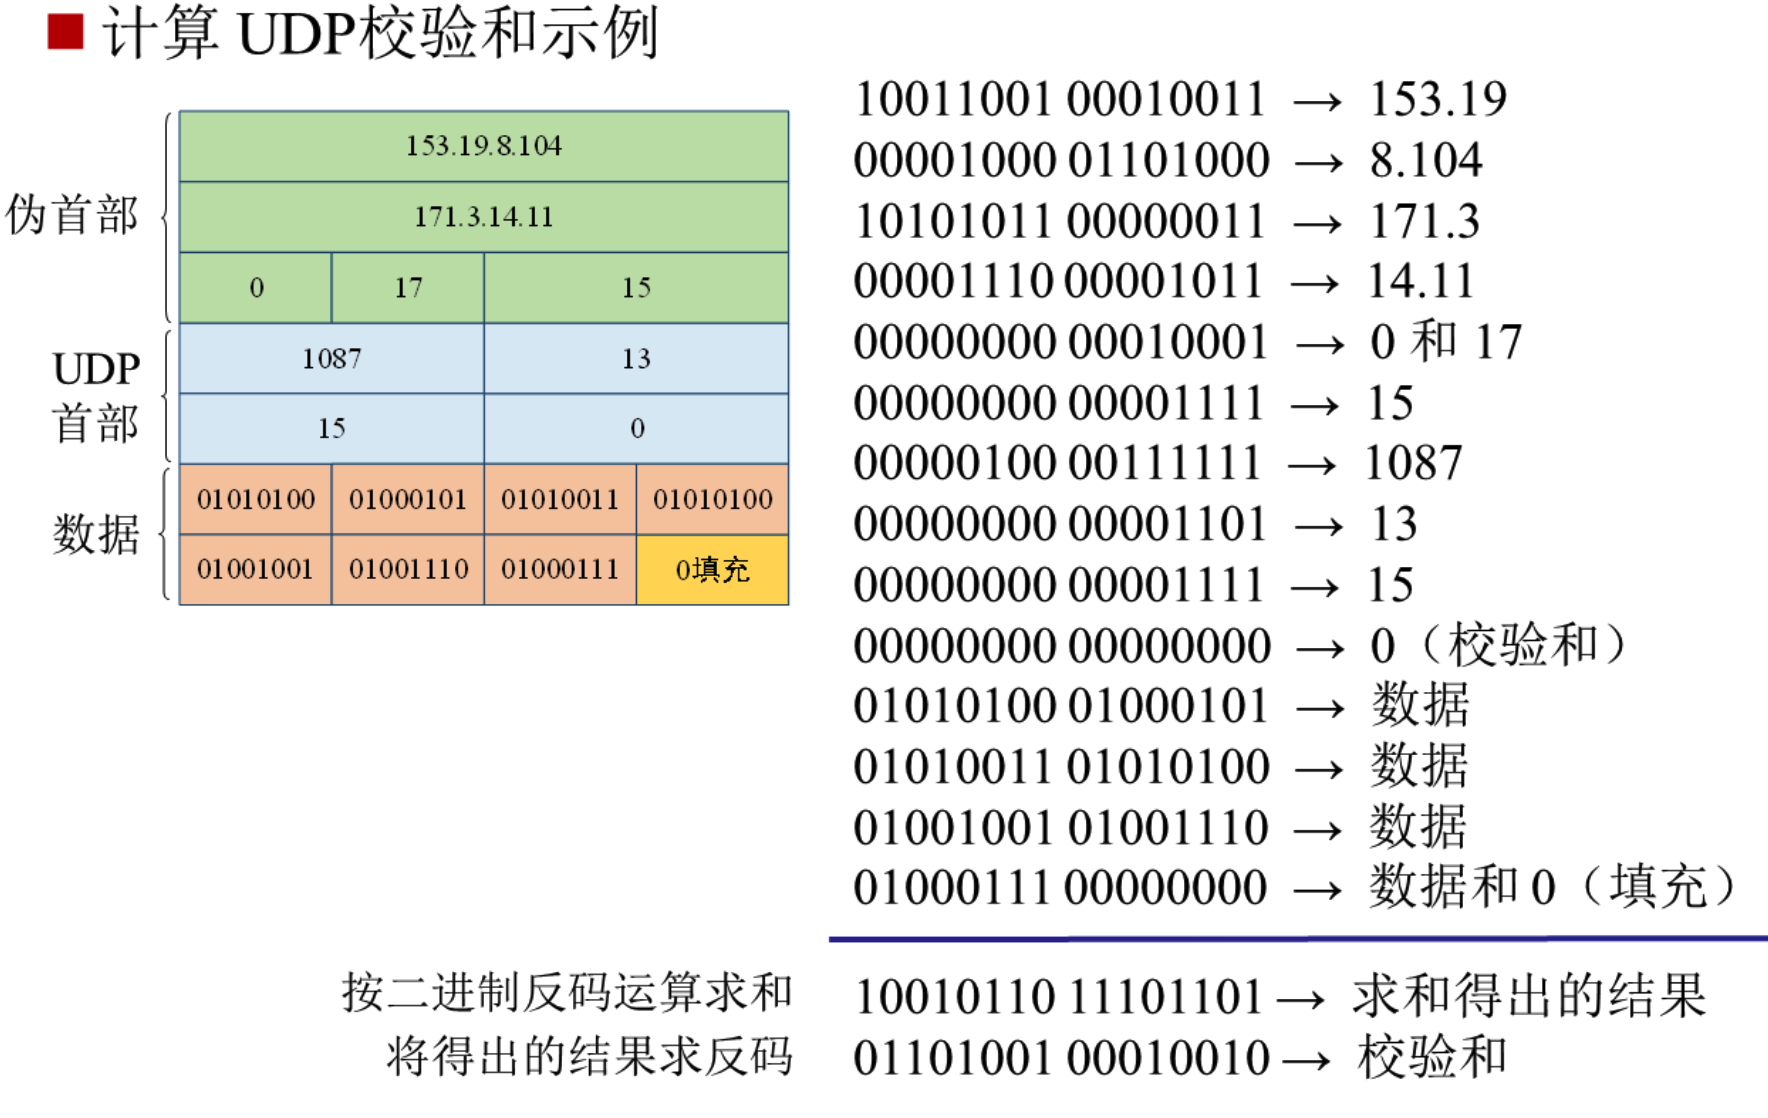 计算 UDP校验和示例
伪首部
153.19.8.104
171.3.14.11
0 17 15
UDP
首部
1087 13
15 0
数据
01010100 01000101 01010011 01010100
01001001 01001110 01000111 0填充
10011001 00010011 → 153.19
00001000 01101000 → 8.104
10101011 00000011 → 171.3
00001110 00001011 → 14.11
00000000 00010001 → 0 和 17
00000000 00001111 → 15
00000100 00111111 → 1087
00000000 00001101 → 13
00000000 00001111 → 15
00000000 00000000 → 0（校验和）
01010100 01000101 → 数据
01010011 01010100 → 数据
01001001 01001110 → 数据
01000111 00000000 → 数据和 0（填充）
按二进制反码运算求和 10010110 11101101 → 求和得出的结果
将得出的结果求反码 01101001 00010010 → 校验和